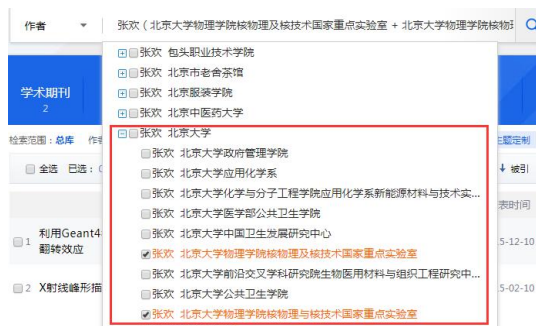 作者
张欢 ( 北京大学物理学院核物理及核技术国家重点实验室 + 北京大学物理学院核物理
张欢 包头职业技术学院
张欢 北京市老舍茶馆
张欢 北京服装学院
张欢 北京中医药大学
张欢 北京大学
张欢 北京大学政府管理学院
张欢 北京大学应用化学系
张欢 北京大学化学与分子工程学院应用化学系新能源材料与技术实...
张欢 北京大学医学部公共卫生学院
张欢 北京大学中国卫生发展研究中心
张欢 北京大学物理学院核物理及核技术国家重点实验室
张欢 北京大学前沿交叉学科研究院生物医用材料与组织工程研究中...
张欢 北京大学公共卫生学院
张欢 北京大学物理学院核物理与核技术国家重点实验室
学术期刊
2
检索范围：总库 作者
主题定制
全选 已选：
↓ 被引
表时间
1 利用Geant4
翻转效应
5-12-10
2 X射线峰形描
5-02-10